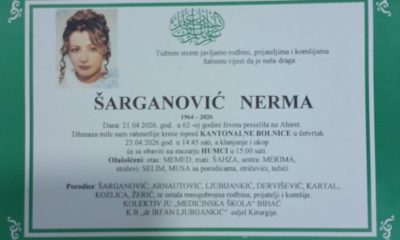 Tužnim srcem javljamo rodbini, prijateljima i komšijama
žalosnu vijest da je naša draga
ŠARGANOVIĆ NERMA
1964 – 2026
Dana: 21.04.2026. god. u 62 -oj godini života preselila na Ahiret.
Dženaza mile nam rahmetlije kreće ispred KANTONALNE BOLNICE u četvrtak
23.04.2026. god u 14:45 sati, a klanjanje i ukop
će se obaviti na mezarju HUMCI u 15:00 sati.
Ožalošćeni: otac: MEMED, mati: ŠAHZA, sestra: MERIMA,
stričevi: SELIM, MUSA sa porodicama, stričevići, tečići.
Porodice: ŠARGANOVIĆ, ARNAUTOVIĆ, LJUBIJANKIĆ, DERVIŠEVIĆ, KARTAL,
KOZLICA, ŽERIĆ, te ostala mnogobrojna rodbina, prijatelji i komšije.
KOLEKTIV JU „MEDICINSKA ŠKOLA" BIHAĆ
K B „dr IRFAN LJUBIJANKIĆ" odjel Kirurgije.